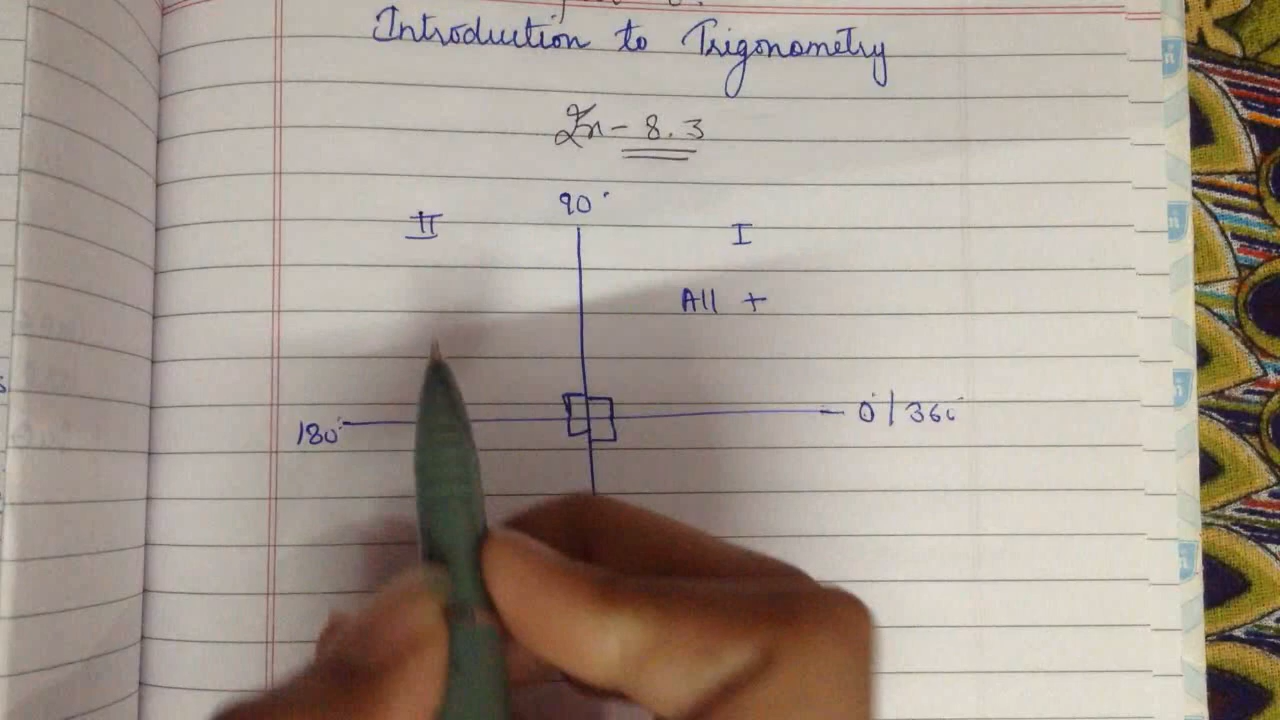 Introduction to Trigonometry
Ex - 8.3
90°
II I
All +
180° 0° | 360°